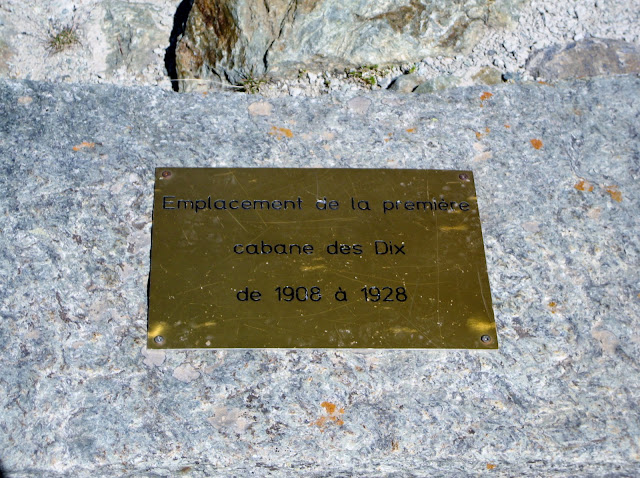 Emplacement de la première
cabane des Dix
de 1908 à 1928